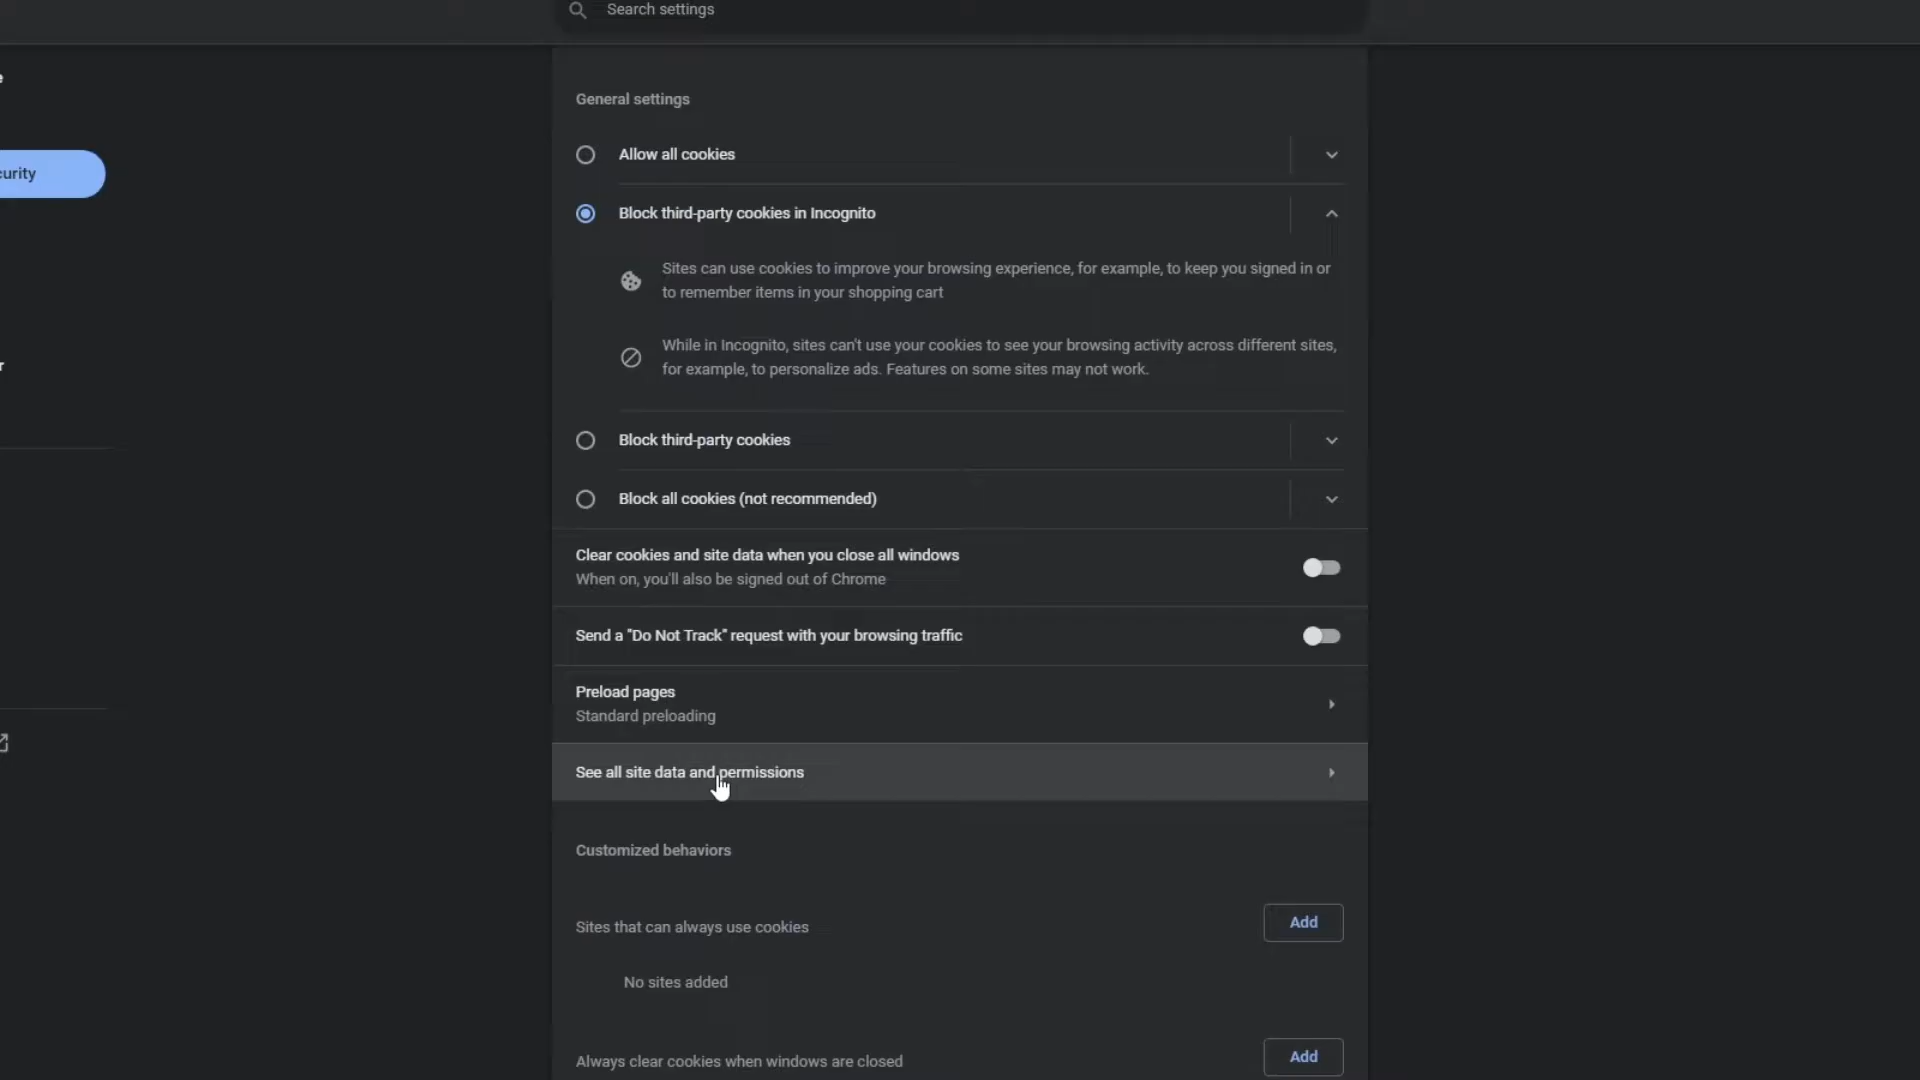 Search settings
General settings
curity
Allow all cookies
Block third-party cookies in Incognito
Sites can use cookies to improve your browsing experience, for example, to keep you signed in or
to remember items in your shopping cart
While in Incognito, sites can't use your cookies to see your browsing activity across different sites,
for example, to personalize ads. Features on some sites may not work.
Block third-party cookies
Block all cookies (not recommended)
Clear cookies and site data when you close all windows
When on, you'll also be signed out of Chrome
Send a "Do Not Track" request with your browsing traffic
Preload pages
Standard preloading
See all site data and permissions
Customized behaviors
Sites that can always use cookies
Add
No sites added
Always clear cookies when windows are closed
Add